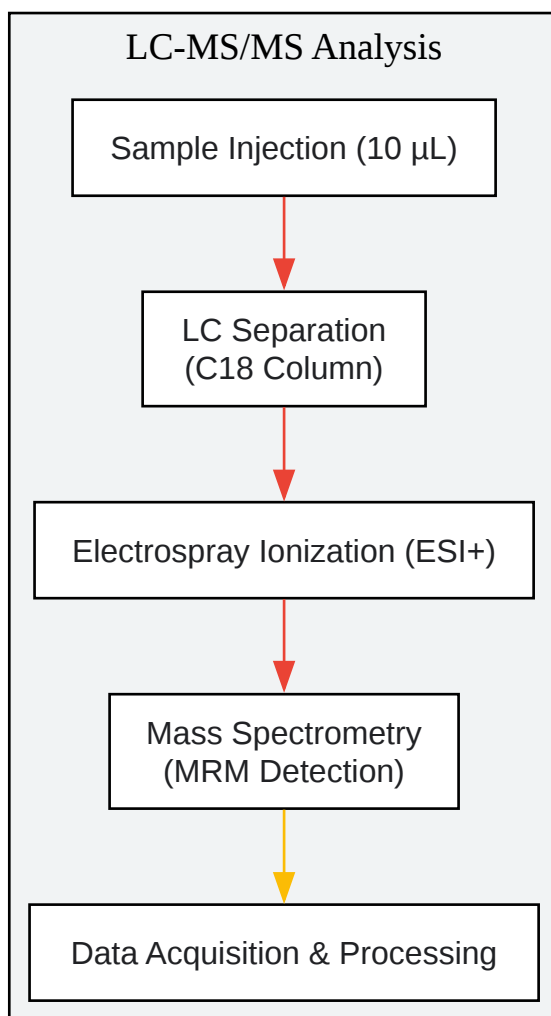 LC-MS/MS Analysis
Sample Injection (10 µL)
LC Separation
(C18 Column)
Electrospray Ionization (ESI+)
Mass Spectrometry
(MRM Detection)
Data Acquisition & Processing